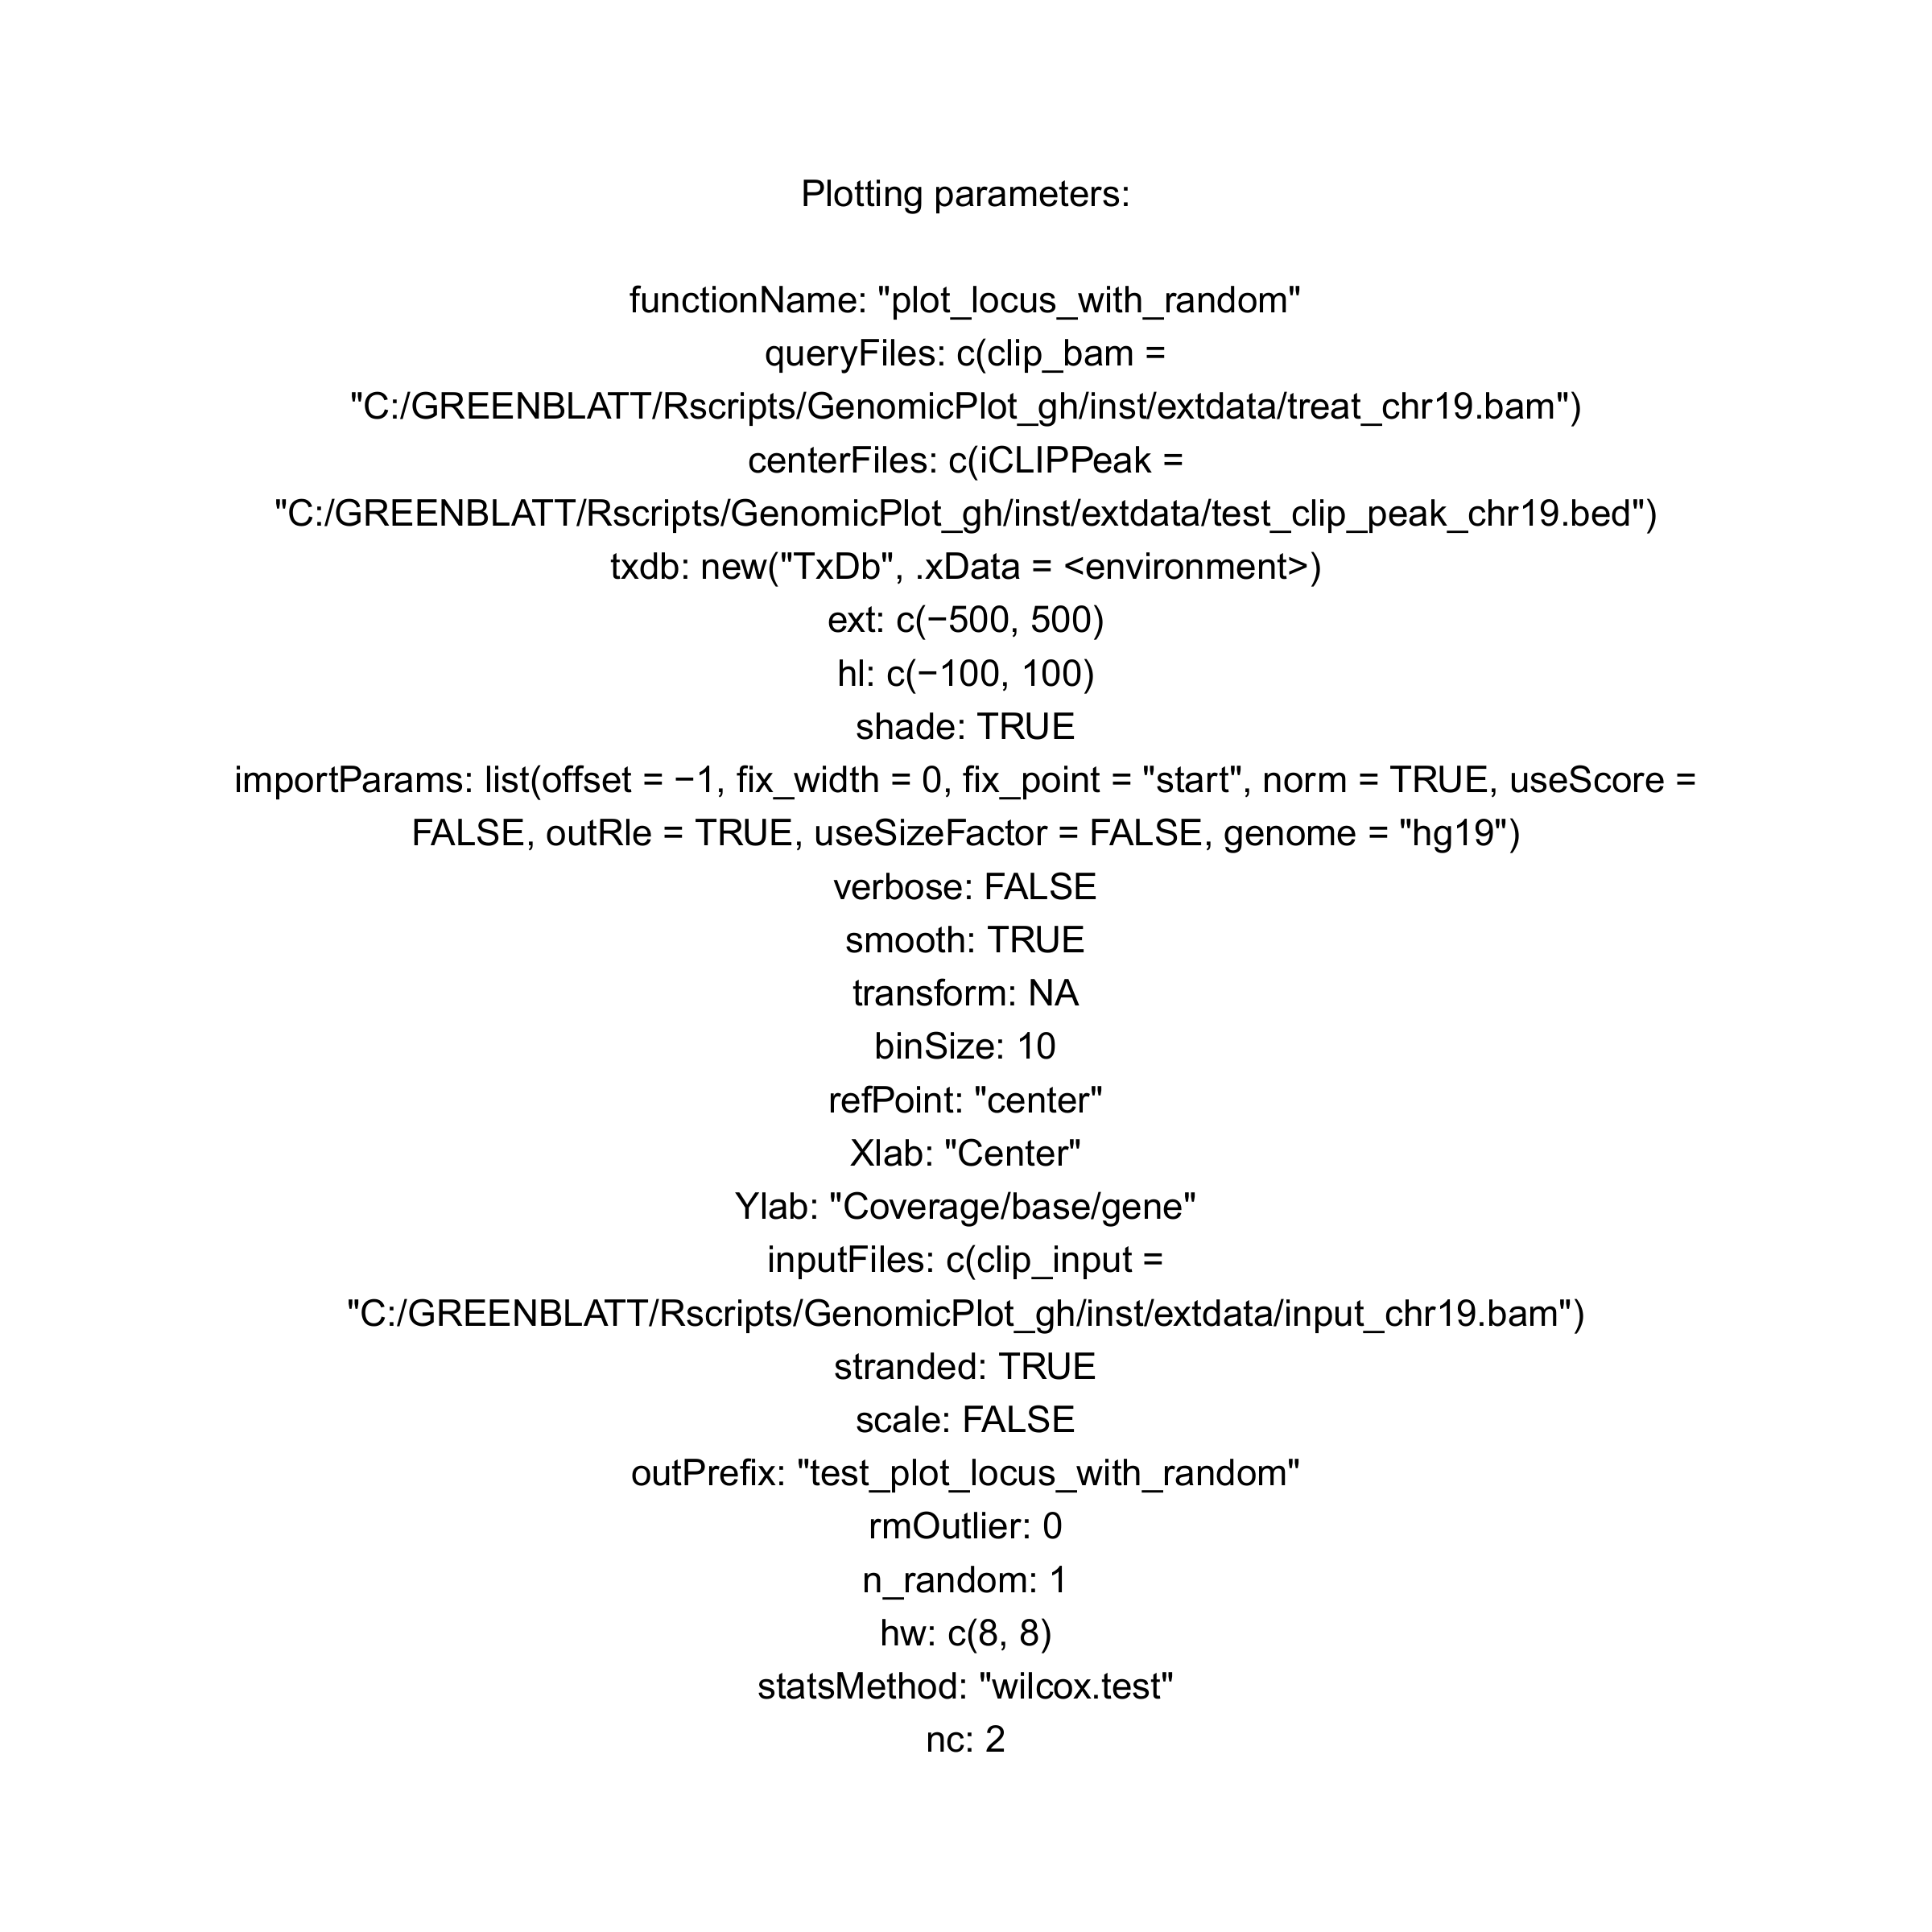 Plotting parameters:
functionName: "plot_locus_with_random"
queryFiles: c(clip_bam =
"C:/GREENBLATT/Rscripts/GenomicPlot_gh/inst/extdata/treat_chr19.bam")
centerFiles: c(iCLIPPeak =
"C:/GREENBLATT/Rscripts/GenomicPlot_gh/inst/extdata/test_clip_peak_chr19.bed")
txdb: new("TxDb", .xData = <environment>)
ext: c(−500, 500)
hl: c(−100, 100)
shade: TRUE
importParams: list(offset = −1, fix_width = 0, fix_point = "start", norm = TRUE, useScore =
FALSE, outRle = TRUE, useSizeFactor = FALSE, genome = "hg19")
verbose: FALSE
smooth: TRUE
transform: NA
binSize: 10
refPoint: "center"
Xlab: "Center"
Ylab: "Coverage/base/gene"
inputFiles: c(clip_input =
"C:/GREENBLATT/Rscripts/GenomicPlot_gh/inst/extdata/input_chr19.bam")
stranded: TRUE
scale: FALSE
outPrefix: "test_plot_locus_with_random"
rmOutlier: 0
n_random: 1
hw: c(8, 8)
statsMethod: "wilcox.test"
nc: 2